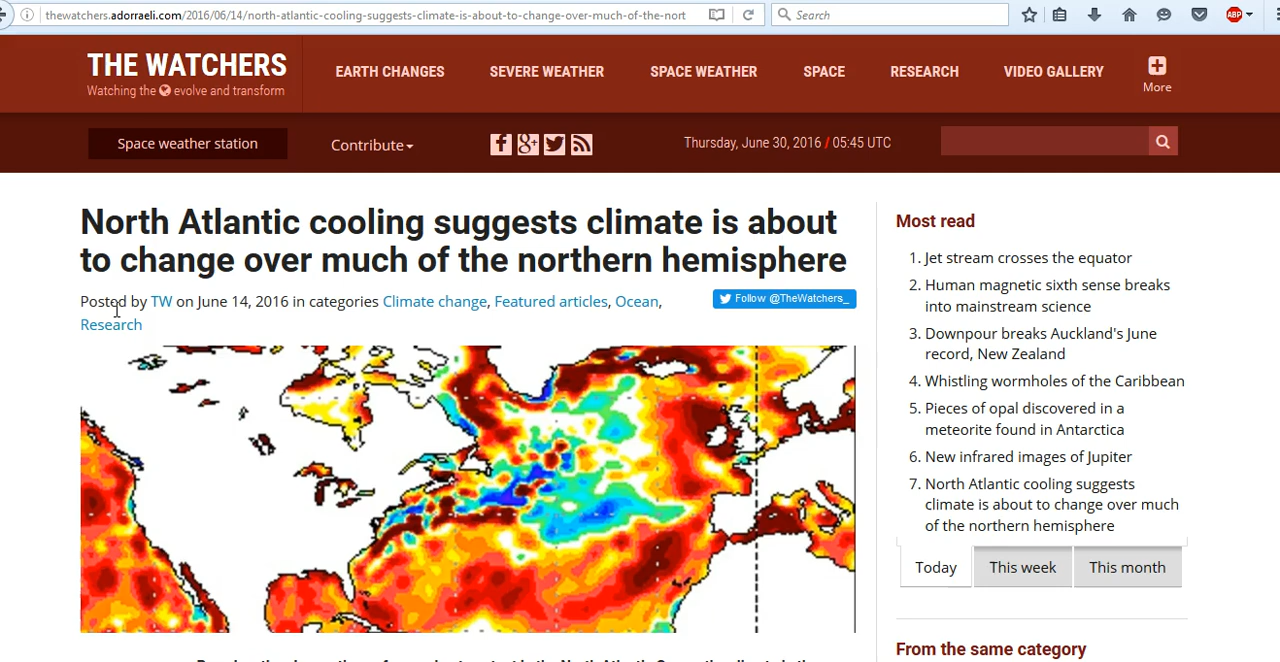 thewatchers.adorraeli.com/2016/06/14/north-atlantic-cooling-suggests-climate-is-about-to-change-over-much-of-the-nort
Search
ABP
THE WATCHERS
Watching the evolve and transform
EARTH CHANGES
SEVERE WEATHER
SPACE WEATHER
SPACE
RESEARCH
VIDEO GALLERY
More
Space weather station
Contribute
Thursday, June 30, 2016 / 05:45 UTC
North Atlantic cooling suggests climate is about
to change over much of the northern hemisphere
Posted by TW on June 14, 2016 in categories Climate change, Featured articles, Ocean,
Research
Follow @TheWatchers_
Most read
1. Jet stream crosses the equator
2. Human magnetic sixth sense breaks
into mainstream science
3. Downpour breaks Auckland's June
record, New Zealand
4. Whistling wormholes of the Caribbean
5. Pieces of opal discovered in a
meteorite found in Antarctica
6. New infrared images of Jupiter
7. North Atlantic cooling suggests
climate is about to change over much
of the northern hemisphere
Today
This week
This month
From the same category